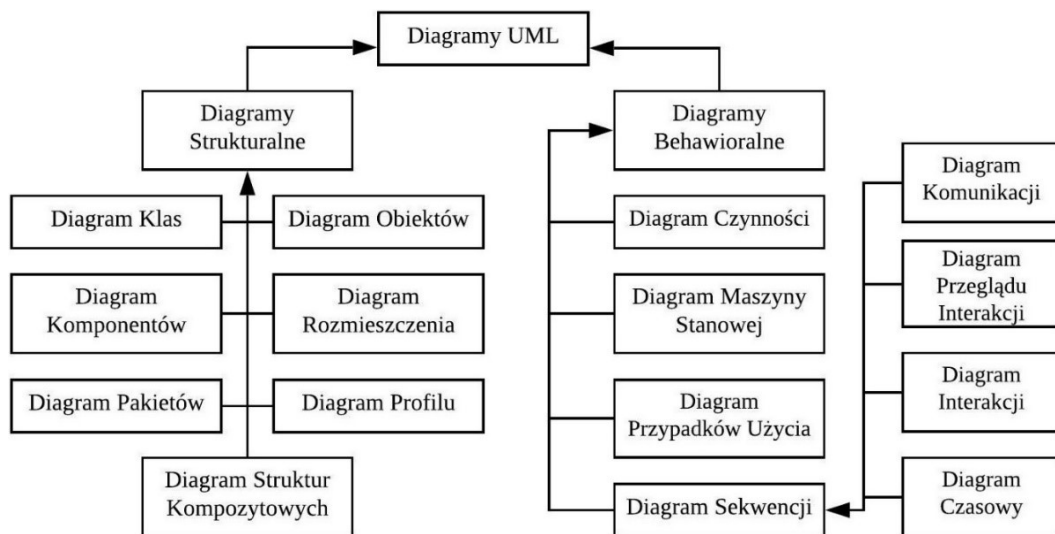 Diagramy UML
Diagramy
Strukturalne
Diagramy
Behawioralne
Diagram Klas
Diagram Obiektów
Diagram
Komponentów
Diagram
Rozmieszczenia
Diagram Pakietów
Diagram Profilu
Diagram Struktur
Kompozytowych
Diagram Czynności
Diagram Maszyny
Stanowej
Diagram
Przypadków Użycia
Diagram Sekwencji
Diagram
Komunikacji
Diagram
Przeglądu
Interakcji
Diagram
Interakcji
Diagram
Czasowy